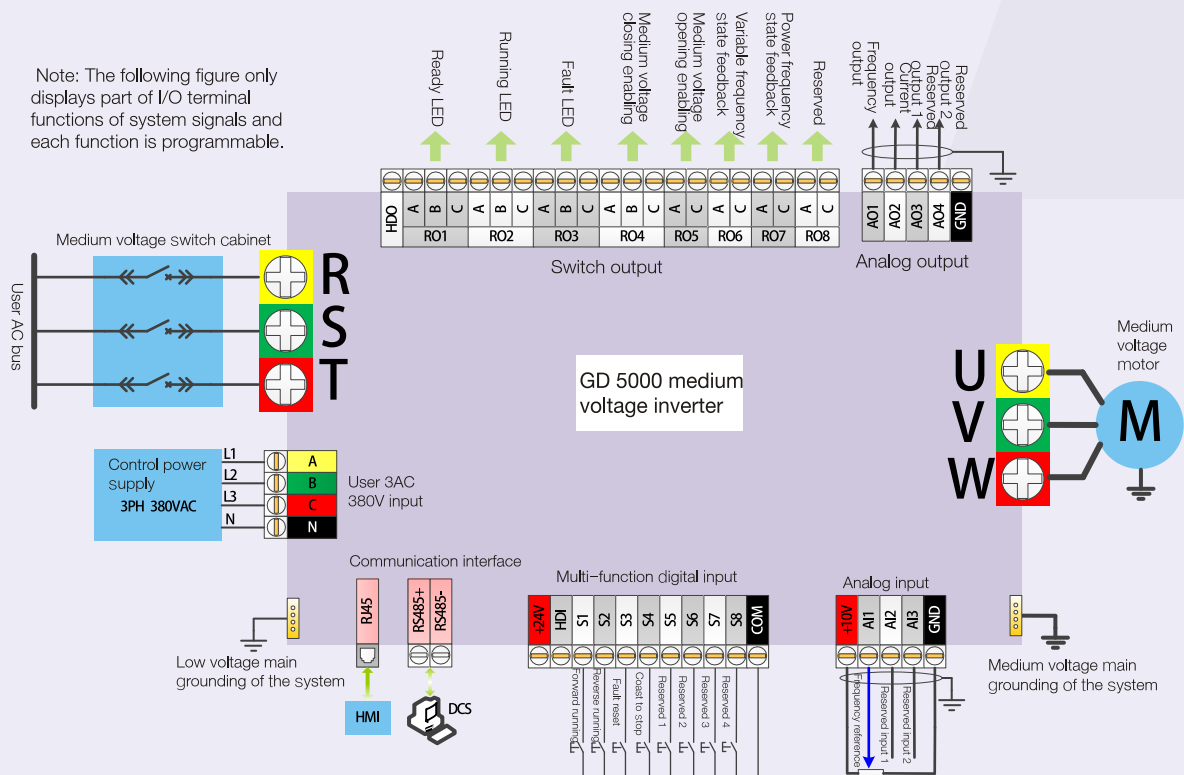 Note: The following figure only
displays part of I/O terminal
functions of system signals and
each function is programmable.
Ready LED
Running LED
Fault LED
Medium voltage
closing enabling
Medium voltage
opening enabling
Variable frequency
state feedback
Power frequency
state feedback
Reserved
Frequency
output
Current
output
Reserved
output 1
Reserved
output 2
HDO
A
B
C
A
B
C
A
B
C
A
B
C
A
C
A
C
A
C
A
C
RO1
RO2
RO3
RO4
RO5
RO6
RO7
RO8
Switch output
AO1
AO2
AO3
AO4
GND
Analog output
Medium voltage switch cabinet
User AC bus
R
S
T
GD 5000 medium
voltage inverter
Medium
voltage
motor
U
V
W
M
Control power
supply
3PH 380VAC
L1
L2
L3
N
A
B
C
N
User 3AC
380V input
Communication interface
RJ45
RS485+
RS485-
HMI
DCS
Low voltage main
grounding of the system
Multi-function digital input
+24V
HDI
S1
S2
S3
S4
S5
S6
S7
S8
COM
Forward running
Reverse running
Fault reset
Coast to stop
Reserved 1
Reserved 2
Reserved 3
Reserved 4
Analog input
+10V
AI1
AI2
AI3
GND
Frequency reference
Reserved input 1
Reserved input 2
Medium voltage main
grounding of the system